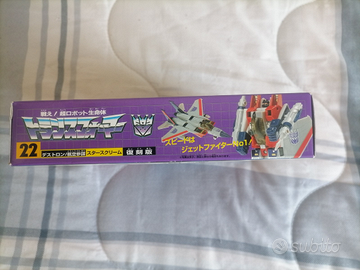 戦え!超ロボット生命体
トランスフォーマー
22
デストロン/航空参謀 スタースクリーム 復刻版
スピードは
ジェットファイターNo1!
subito